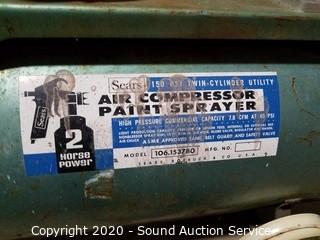 Sears 150 PSI TWIN-CYLINDER UTILITY
AIR COMPRESSOR
PAINT SPRAYER
HIGH PRESSURE COMMERCIAL CAPACITY 7.8 CFM AT 40 PSI
2
HORSE
POWER
AIR CHUCK A.S.M.E. APPROVED TANK, BELT GUARD AND SAFETY VALVE
MODEL 106.153780 MFG. NO.
SEARS, ROEBUCK & CO. U.S.A.
Copyright 2020 - Sound Auction Service